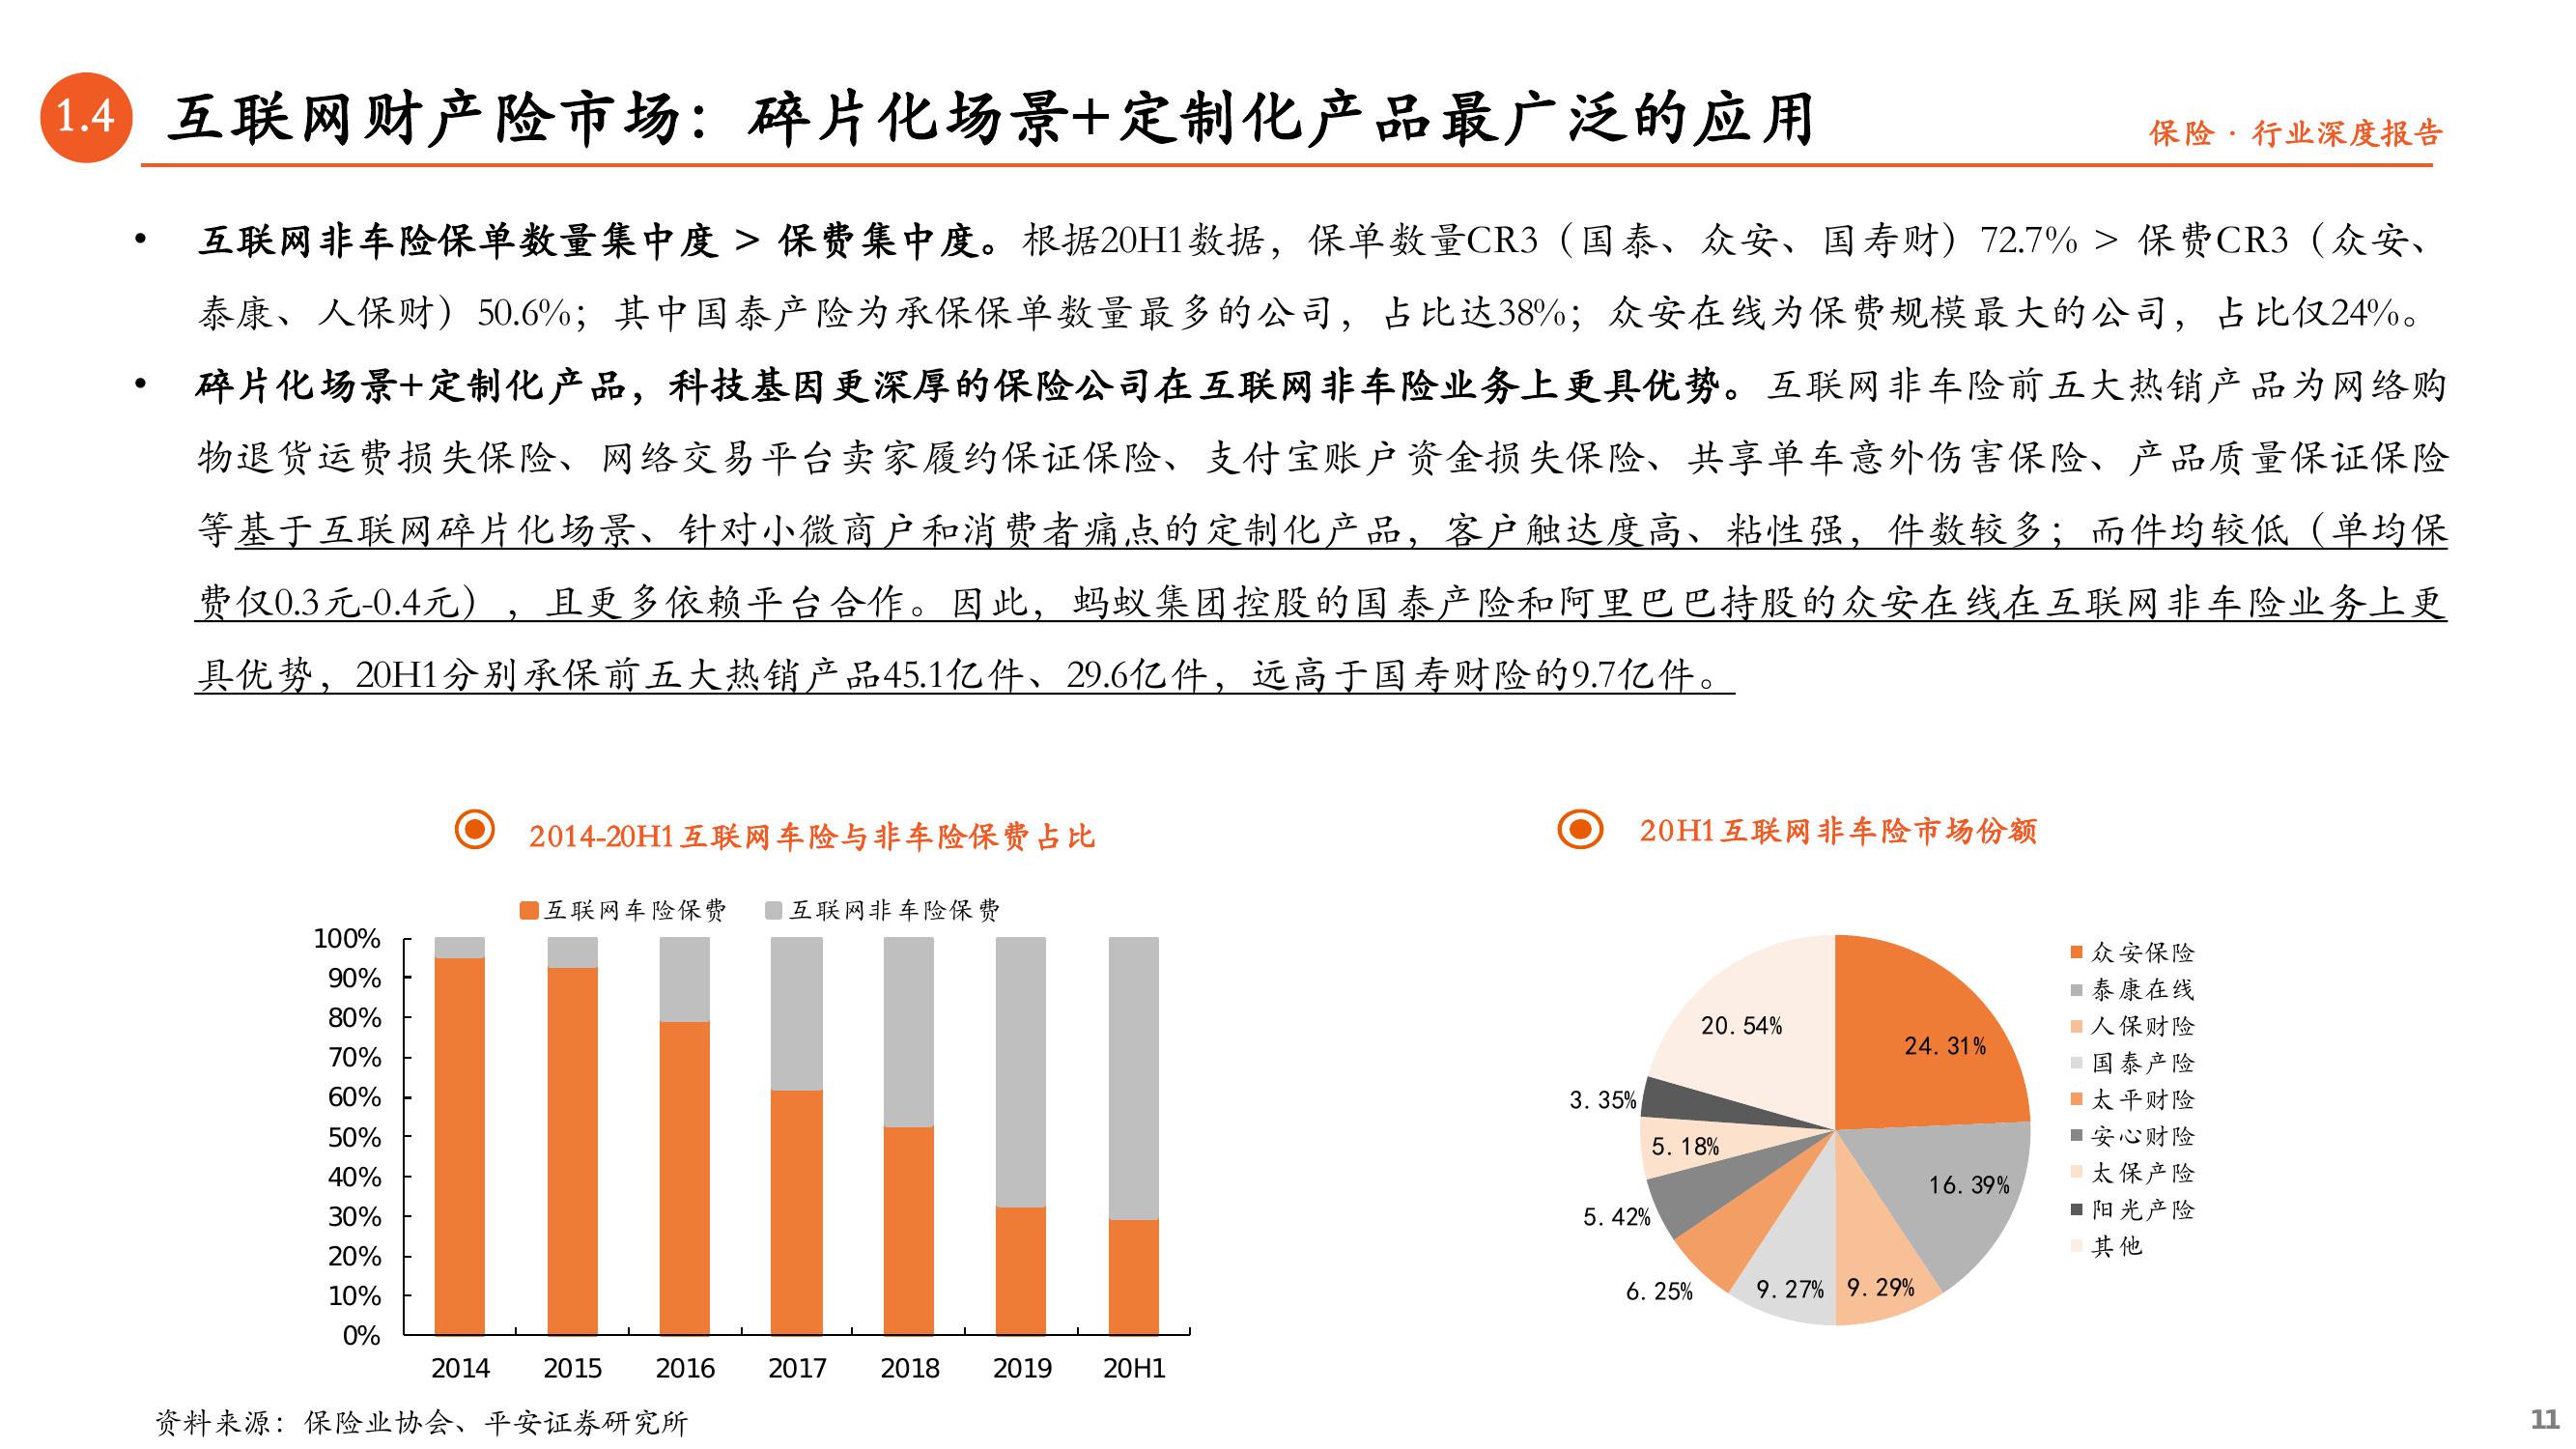 1.4
互联网财产险市场：碎片化场景+定制化产品最广泛的应用
保险 · 行业深度报告
• 互联网非车险保单数量集中度 > 保费集中度。根据20H1数据，保单数量CR3（国泰、众安、国寿财）72.7% > 保费CR3（众安、
泰康、人保财）50.6%；其中国泰产险为承保保单数量最多的公司，占比达38%；众安在线为保费规模最大的公司，占比仅24%。
• 碎片化场景+定制化产品，科技基因更深厚的保险公司在互联网非车险业务上更具优势。互联网非车险前五大热销产品为网络购
物退货运费损失保险、网络交易平台卖家履约保证保险、支付宝账户资金损失保险、共享单车意外伤害保险、产品质量保证保险
等基于互联网碎片化场景、针对小微商户和消费者痛点的定制化产品，客户触达度高、粘性强，件数较多；而件均较低（单均保
费仅0.3元-0.4元），且更多依赖平台合作。因此，蚂蚁集团控股的国泰产险和阿里巴巴持股的众安在线在互联网非车险业务上更
具优势，20H1分别承保前五大热销产品45.1亿件、29.6亿件，远高于国寿财险的9.7亿件。
2014-20H1互联网车险与非车险保费占比
互联网车险保费 互联网非车险保费
100%
90%
80%
70%
60%
50%
40%
30%
20%
10%
0%
2014 2015 2016 2017 2018 2019 20H1
20H1互联网非车险市场份额
24.31%
16.39%
9.29%
9.27%
6.25%
5.42%
5.18%
3.35%
20.54%
众安保险
泰康在线
人保财险
国泰产险
太平财险
安心财险
太保产险
阳光产险
其他
资料来源：保险业协会、平安证券研究所
11